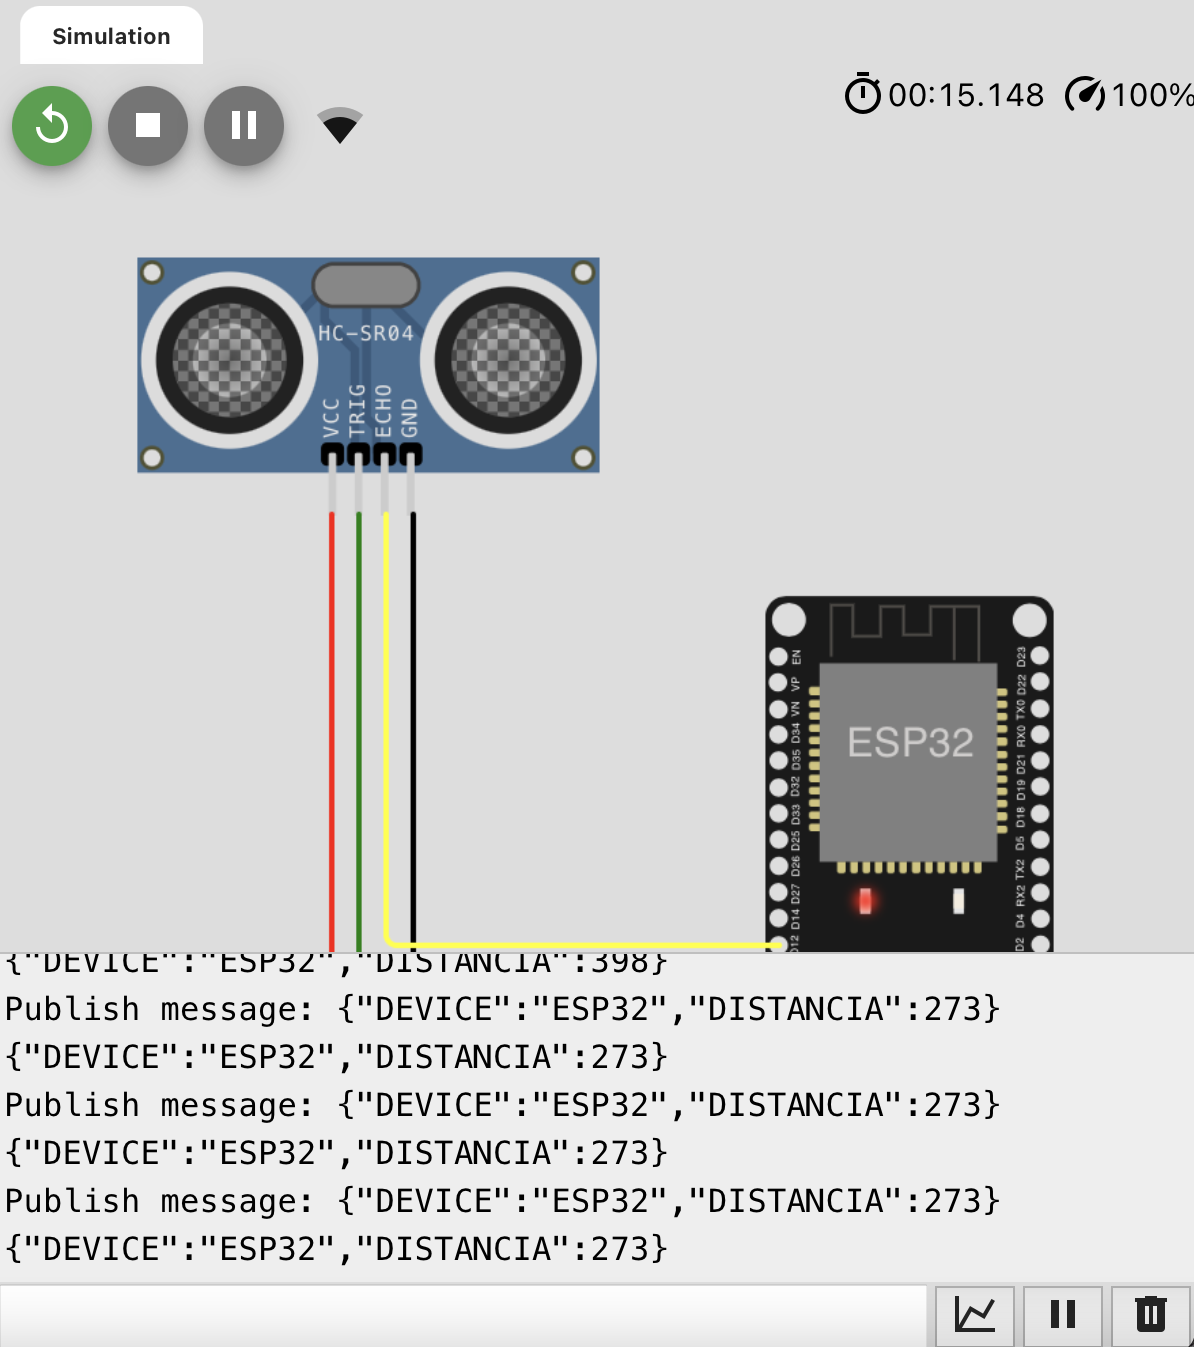 Simulation
00:15.148
100%
HC-SR04
VCC
TRIG
ECHO
GND
ESP32
EN
VP
VN
D34
D35
D32
D33
D25
D26
D27
D14
D12
D23
D22
TX0
RX0
D21
D19
D18
D5
TX2
RX2
D4
D2
{"DEVICE":"ESP32","DISTANCIA":398}
Publish message: {"DEVICE":"ESP32","DISTANCIA":273}
{"DEVICE":"ESP32","DISTANCIA":273}
Publish message: {"DEVICE":"ESP32","DISTANCIA":273}
{"DEVICE":"ESP32","DISTANCIA":273}
Publish message: {"DEVICE":"ESP32","DISTANCIA":273}
{"DEVICE":"ESP32","DISTANCIA":273}